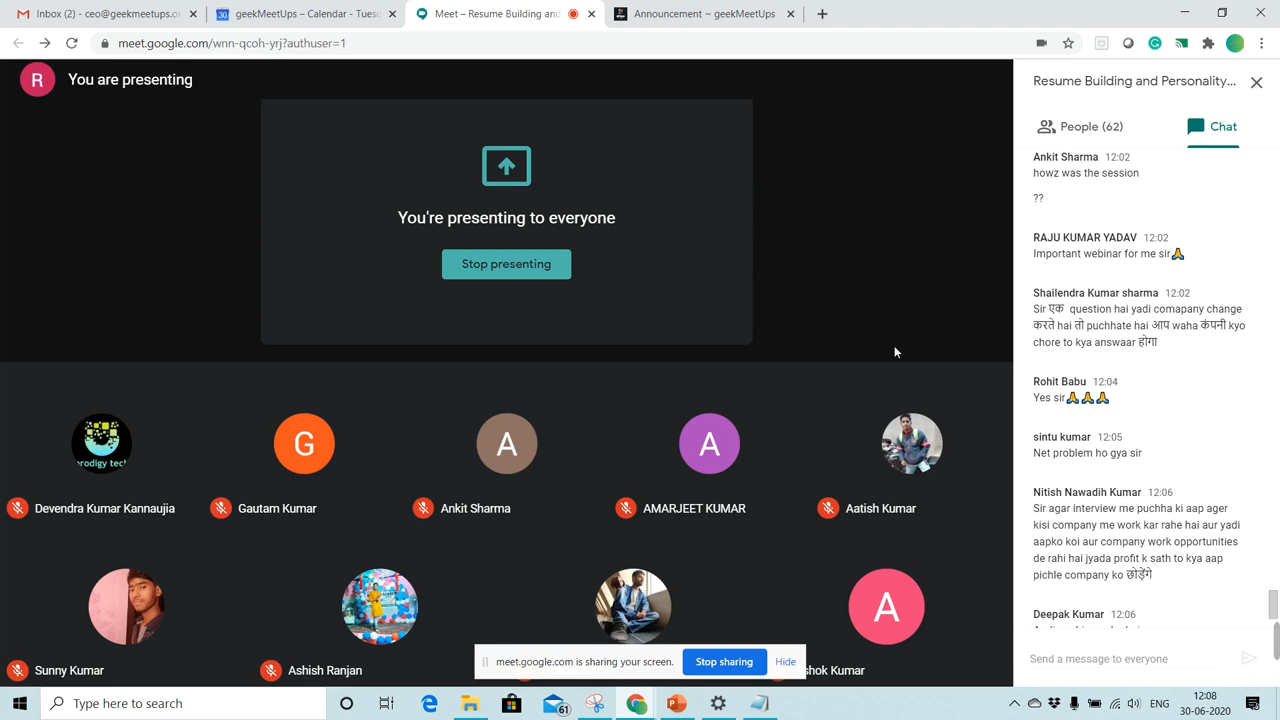 Inbox (2) - ceo@geekmeetups.or
geekMeetUps – Calendar - Tuesd
Meet – Resume Building and
Announcement ~ geekMeetUps
meet.google.com/wnn-qcoh-yrj?authuser=1
R
You are presenting
You're presenting to everyone
Stop presenting
Resume Building and Personality...
People (62)
Chat
Ankit Sharma 12:02
howz was the session
??
RAJU KUMAR YADAV 12:02
Important webinar for me sir🙏
Shailendra Kumar sharma 12:02
Sir एक question hai yadi comapany change
करते hai तो puchhate hai आप waha कंपनी kyo
chore to kya answaar होगा
Rohit Babu 12:04
Yes sir🙏🙏🙏
sintu kumar 12:05
Net problem ho gya sir
Nitish Nawadih Kumar 12:06
Sir agar interview me puchha ki aap ager
kisi company me work kar rahe hai aur yadi
aapko koi aur company work opportunities
de rahi hai jyada profit k sath to kya aap
pichle company ko छोड़ेंगे
Deepak Kumar 12:06
Send a message to everyone
prodigy tech
G
A
A
Devendra Kumar Kannaujia
Gautam Kumar
Ankit Sharma
AMARJEET KUMAR
Aatish Kumar
A
Sunny Kumar
Ashish Ranjan
shok Kumar
meet.google.com is sharing your screen.
Stop sharing
Hide
Type here to search
61
ENG
12:08
30-06-2020